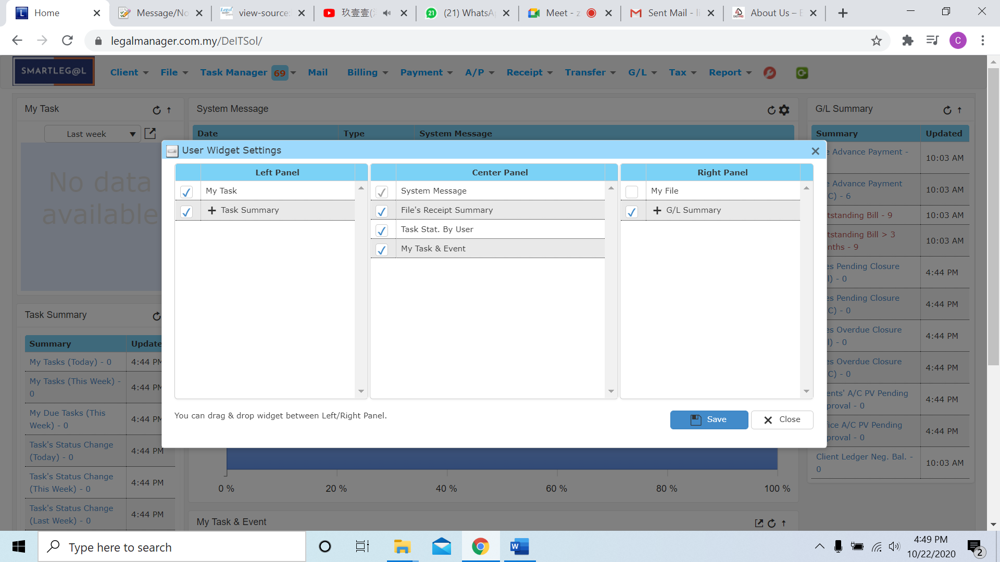 Home
Message/No
view-source:
玖壹壹(
(21) WhatsA
Meet - z
Sent Mail - li
About Us – E
legalmanager.com.my/DeITSol/
C
SMARTLEG@L
Client File Task Manager 69 Mail Billing Payment A/P Receipt Transfer G/L Tax Report
My Task
System Message
G/L Summary
Last week
Date Type System Message
Summary Updated
No data
available
User Widget Settings
Left Panel
Center Panel
Right Panel
My Task
Task Summary
System Message
File's Receipt Summary
Task Stat. By User
My Task & Event
My File
G/L Summary
You can drag & drop widget between Left/Right Panel.
Save
Close
e Advance Payment -
10:03 AM
e Advance Payment
C) - 6
10:03 AM
tstanding Bill - 9
10:03 AM
tstanding Bill > 3
nths - 9
10:03 AM
es Pending Closure
) - 0
4:44 PM
es Pending Closure
C) - 0
4:44 PM
es Overdue Closure
) - 0
4:44 PM
es Overdue Closure
C) - 0
4:44 PM
ents' A/C PV Pending
proval - 0
4:44 PM
ice A/C PV Pending
proval - 0
4:44 PM
Client Ledger Neg. Bal. -
0
10:03 AM
Task Summary
Summary Update
My Tasks (Today) - 0
4:44 PM
My Tasks (This Week) -
0
4:44 PM
My Due Tasks (This
Week) - 0
4:44 PM
Task's Status Change
(Today) - 0
4:44 PM
Task's Status Change
(This Week) - 0
4:44 PM
Task's Status Change
(Last Week) - 0
4:44 PM
0 % 20 % 40 % 60 % 80 % 100 %
My Task & Event
Type here to search
4:49 PM
10/22/2020
2